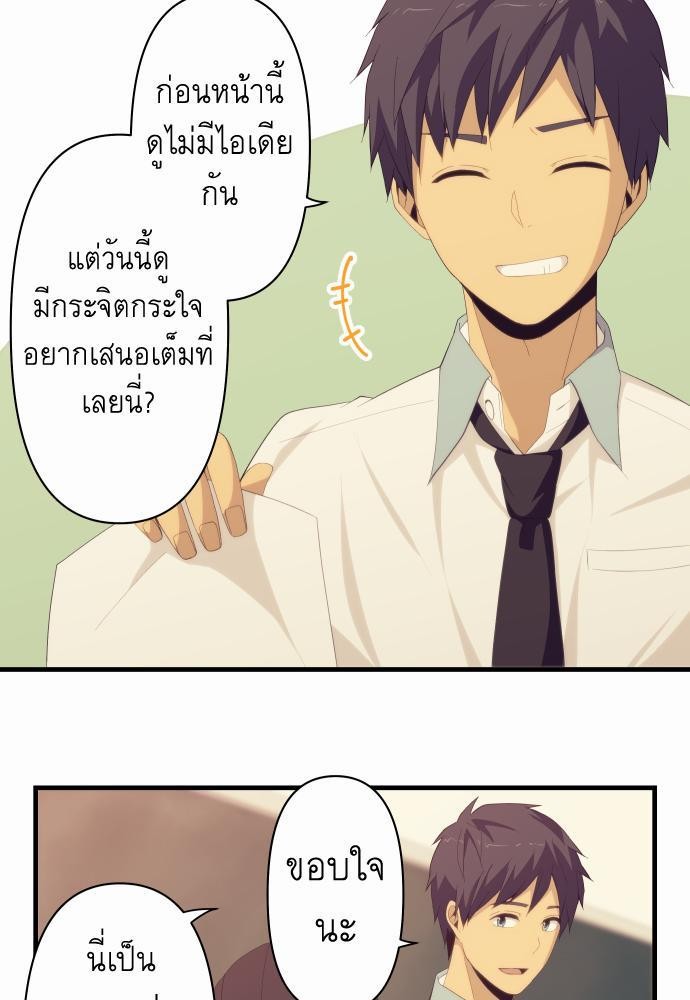 ก่อนหน้านี้
ดูไม่มีไอเดีย
กัน
แต่วันนี้ดู
มีกระจิตกระใจ
อยากเสนอเต็มที่
เลยนี่?
ขอบใจ
นะ
นี่เป็น